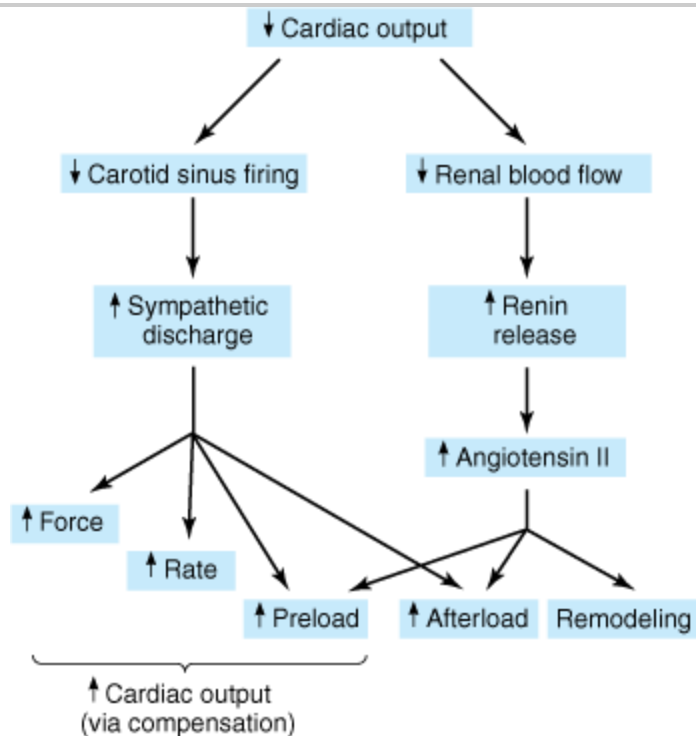 ↓ Cardiac output
↓ Carotid sinus firing
↓ Renal blood flow
↑ Sympathetic
discharge
↑ Renin
release
↑ Angiotensin II
↑ Force
↑ Rate
↑ Preload
↑ Afterload
Remodeling
↑ Cardiac output
(via compensation)